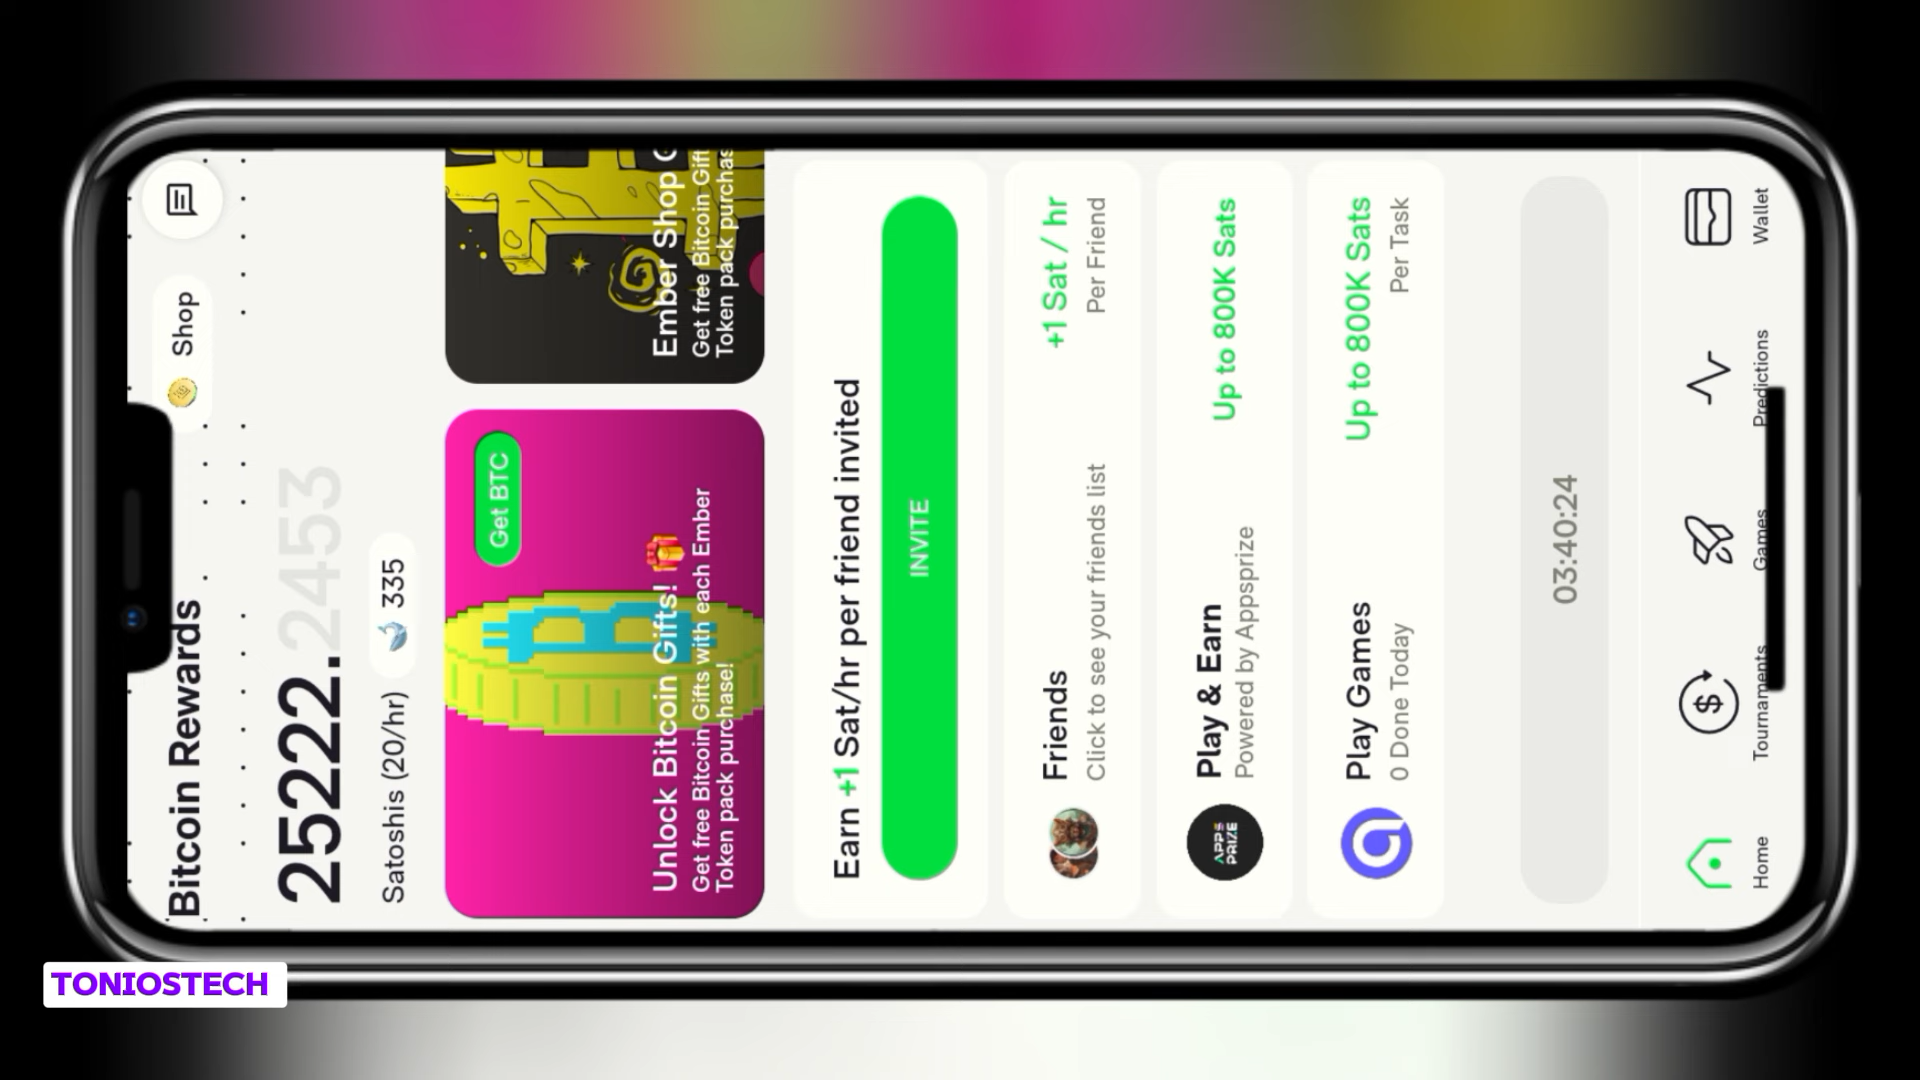 Bitcoin Rewards
Shop
25222.2453
Satoshis (20/hr)
335
Get BTC
Unlock Bitcoin Gifts! 🎁
Get free Bitcoin Gifts with each Ember
Token pack purchase!
Ember Shop
Get free Bitcoin Gift
Token pack purchas
Earn +1 Sat/hr per friend invited
INVITE
Friends
Click to see your friends list
+1 Sat / hr
Per Friend
APPS
PRIZE
Play & Earn
Powered by Appsprize
Up to 800K Sats
Play Games
0 Done Today
Up to 800K Sats
Per Task
03:40:24
Home
Tournaments
Games
Predictions
Wallet
TONIOSTECH